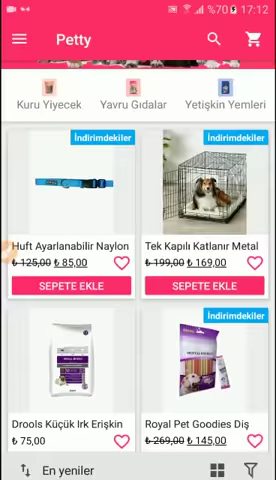 %70 17:12
Petty
Kuru Yiyecek Yavru Gıdalar Yetişkin Yemleri
İndirimdekiler
İndirimdekiler
Huft Ayarlanabilir Naylon
₺ 125,00 ₺ 85,00
SEPETE EKLE
Tek Kapılı Katlanır Metal
₺ 199,00 ₺ 169,00
SEPETE EKLE
İndirimdekiler
Drools Küçük Irk Erişkin
₺ 75,00
Royal Pet Goodies Diş
₺ 269,00 ₺ 145,00
En yeniler